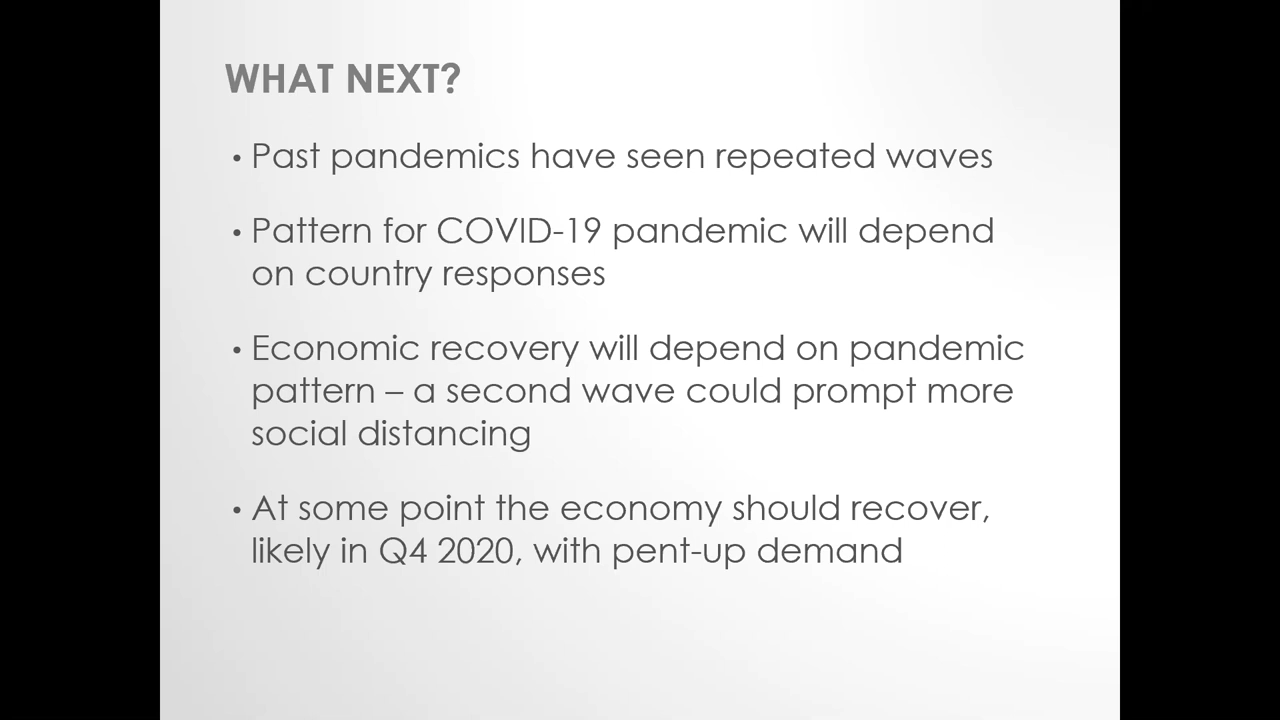 WHAT NEXT?
• Past pandemics have seen repeated waves
• Pattern for COVID-19 pandemic will depend
on country responses
• Economic recovery will depend on pandemic
pattern – a second wave could prompt more
social distancing
• At some point the economy should recover,
likely in Q4 2020, with pent-up demand